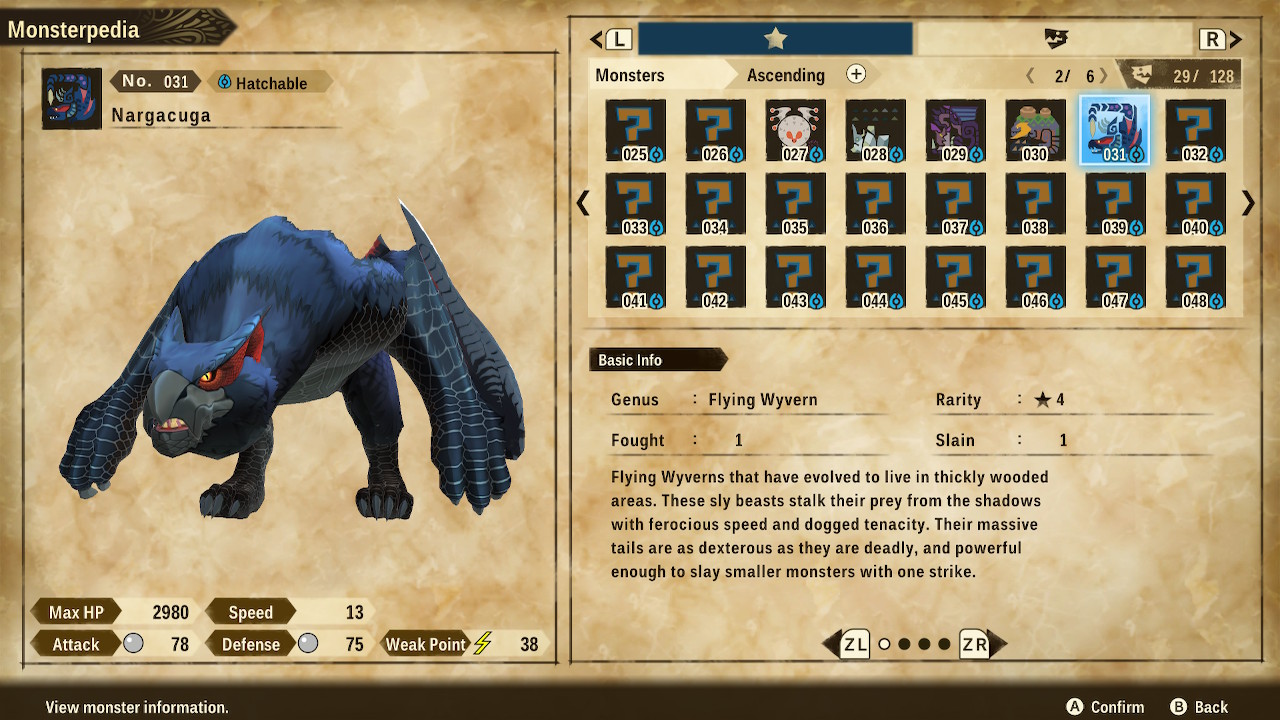 Monsterpedia
No. 031
Hatchable
Nargacuga
L
R
Monsters
Ascending
2/ 6
29/ 128
025
026
027
028
029
030
031
032
033
034
035
036
037
038
039
040
041
042
043
044
045
046
047
048
Basic Info
Genus : Flying Wyvern
Rarity : ★ 4
Fought : 1
Slain : 1
Flying Wyverns that have evolved to live in thickly wooded
areas. These sly beasts stalk their prey from the shadows
with ferocious speed and dogged tenacity. Their massive
tails are as dexterous as they are deadly, and powerful
enough to slay smaller monsters with one strike.
Max HP 2980
Speed 13
Attack 78
Defense 75
Weak Point 38
ZL
ZR
View monster information.
A Confirm
B Back